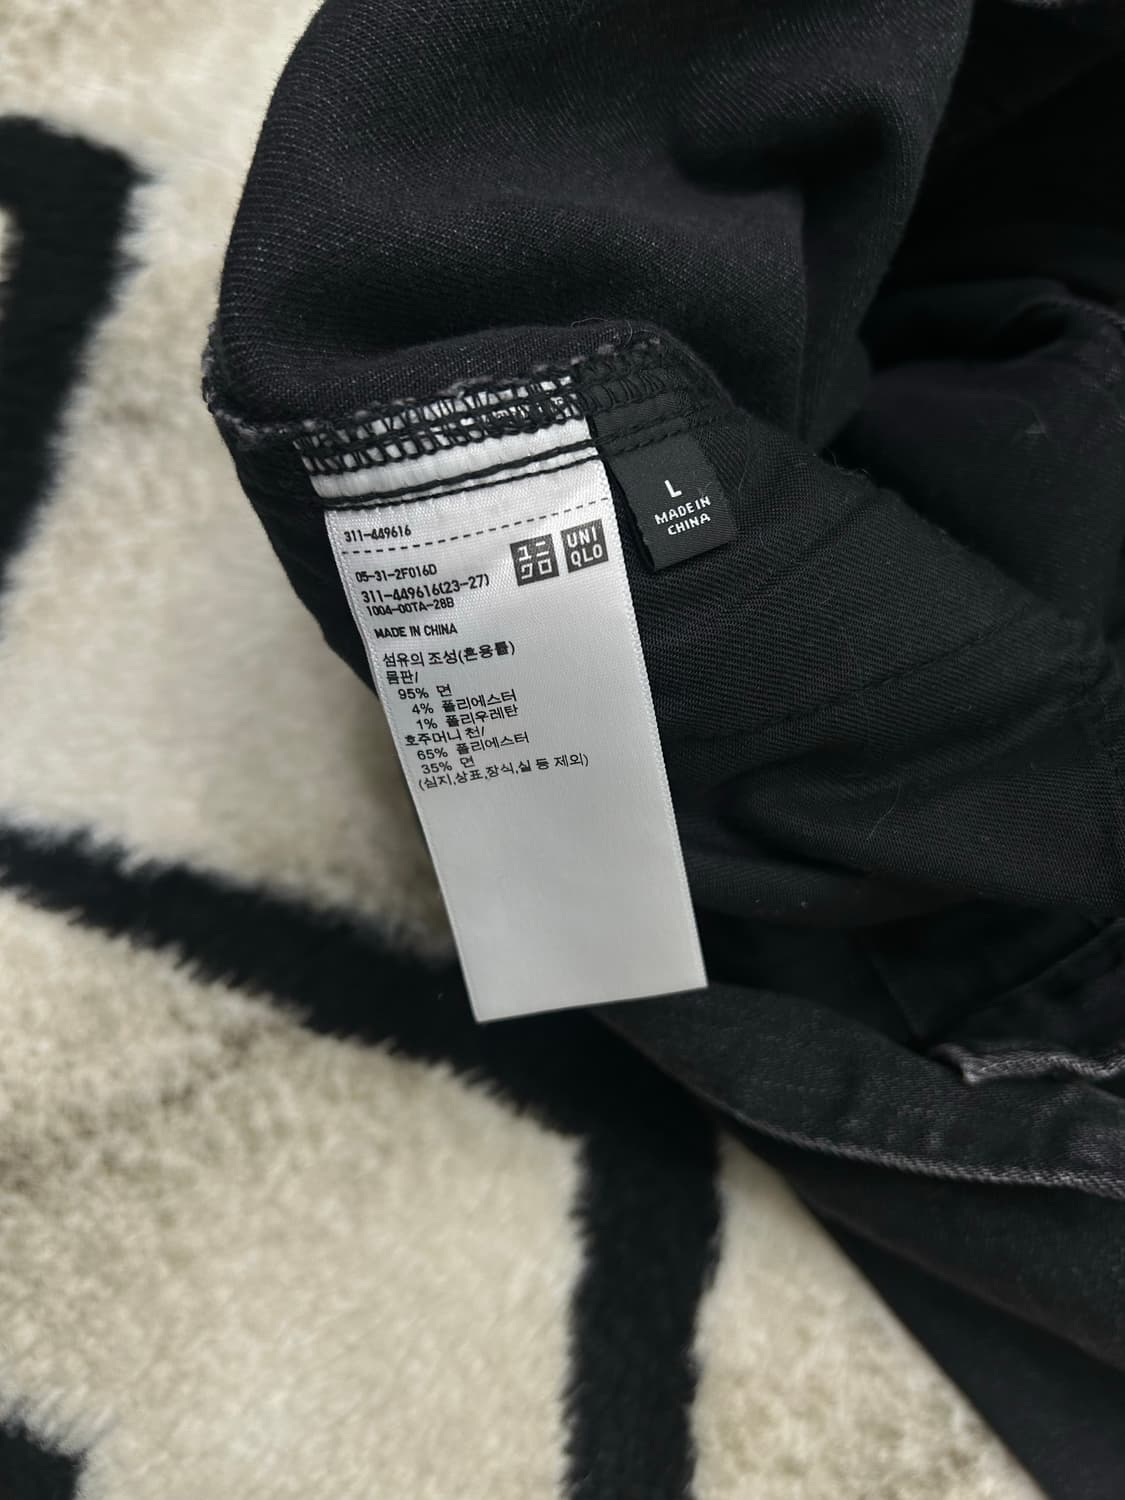 L
MADE IN
CHINA
311-449616
ユニ
クロ
UNI
QLO
05-31-2F016D
311-449616(23-27)
1004-00TA-28B
MADE IN CHINA
섬유의 조성(혼용률)
몸판/
95% 면
4% 폴리에스터
1% 폴리우레탄
호주머니 천/
65% 폴리에스터
35% 면
(심지,상표,장식,실 등 제외)